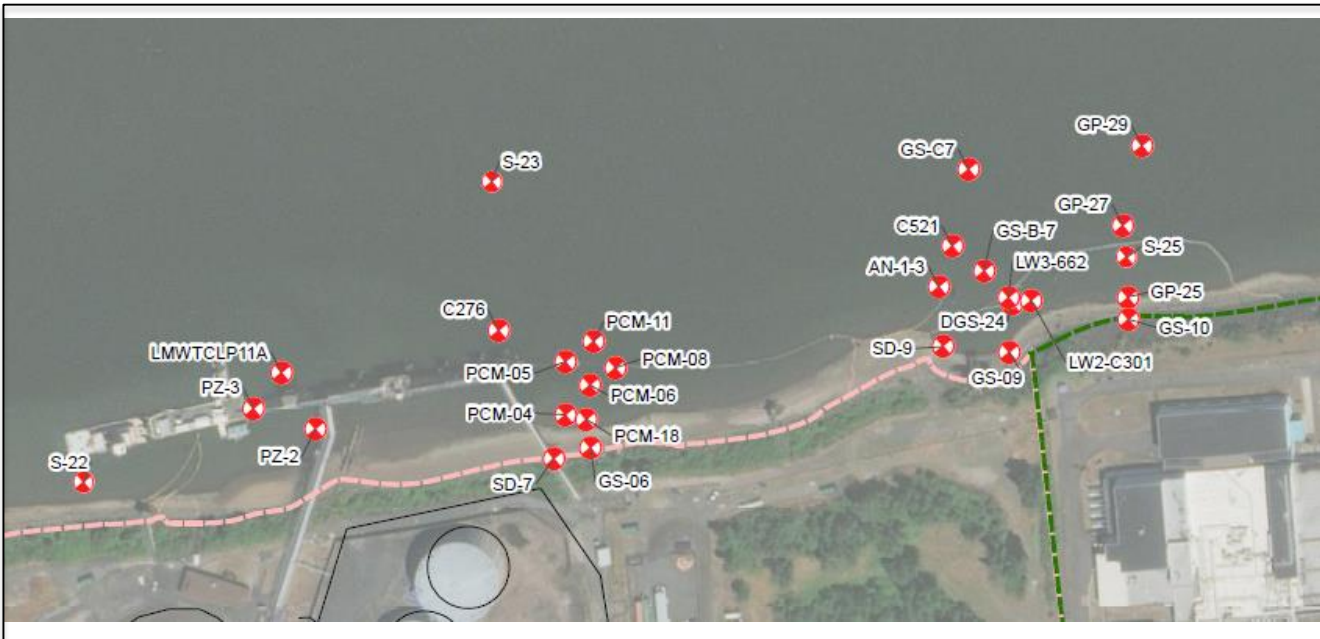 GP-29
GS-C7
S-23
GP-27
C521
GS-B-7
S-25
AN-1-3
LW3-662
GP-25
C276
PCM-11
DGS-24
GS-10
LMWTCLP11A
PCM-08
SD-9
PCM-05
LW2-C301
PZ-3
PCM-06
GS-09
PCM-04
PCM-18
PZ-2
S-22
SD-7
GS-06